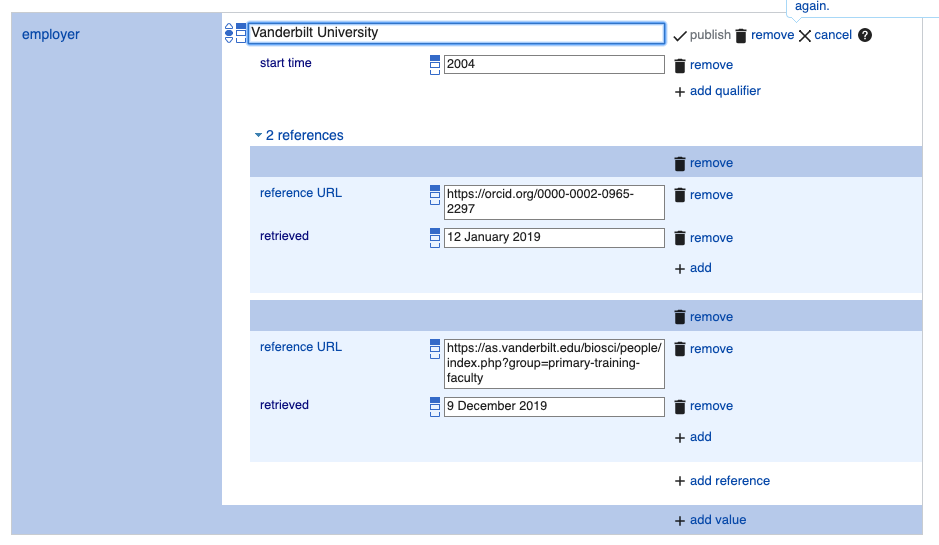 again.
employer
Vanderbilt University
publish remove cancel ?
start time 2004 remove
+ add qualifier
2 references
remove
reference URL https://orcid.org/0000-0002-0965-
2297 remove
retrieved 12 January 2019 remove
+ add
remove
reference URL https://as.vanderbilt.edu/biosci/people/
index.php?group=primary-training-
faculty remove
retrieved 9 December 2019 remove
+ add
+ add reference
+ add value